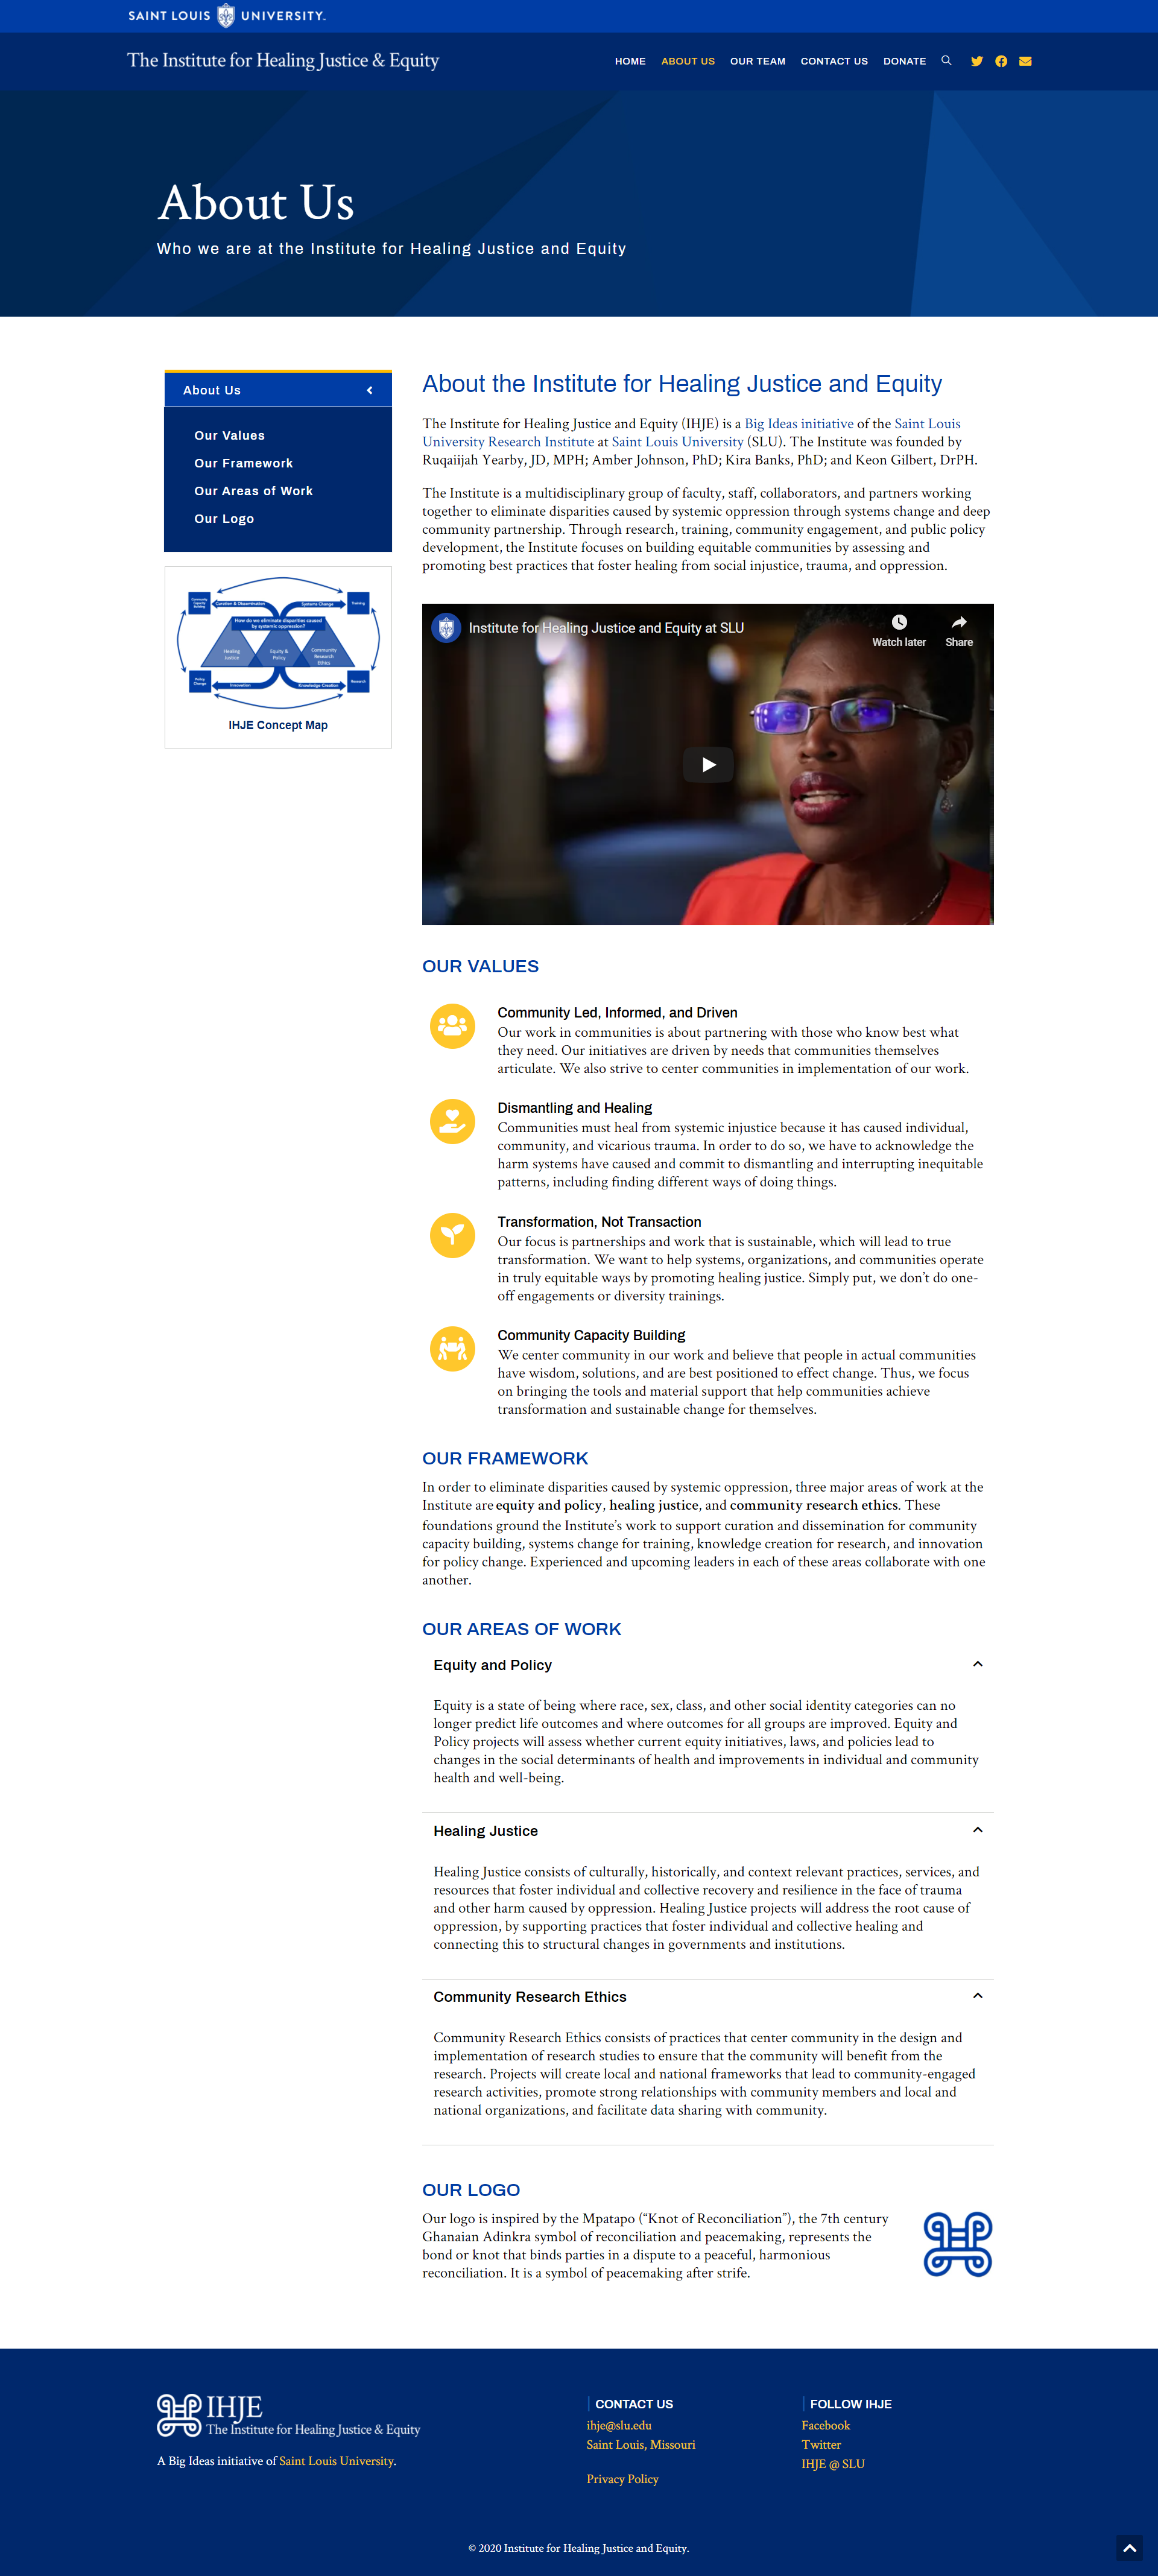 SAINT LOUIS UNIVERSITY
The Institute for Healing Justice & Equity
HOME ABOUT US OUR TEAM CONTACT US DONATE
About Us
Who we are at the Institute for Healing Justice and Equity
About Us
Our Values
Our Framework
Our Areas of Work
Our Logo
Community Capacity Building
Curation & Dissemination
Systems Change
Training
How do we eliminate disparities caused
by systemic oppression?
Healing
Justice
Equity &
Policy
Community
Research
Ethics
Policy
Change
Innovation
Knowledge Creation
Research
IHJE Concept Map
About the Institute for Healing Justice and Equity
The Institute for Healing Justice and Equity (IHJE) is a Big Ideas initiative of the Saint Louis
University Research Institute at Saint Louis University (SLU). The Institute was founded by
Ruqaiijah Yearby, JD, MPH; Amber Johnson, PhD; Kira Banks, PhD; and Keon Gilbert, DrPH.
The Institute is a multidisciplinary group of faculty, staff, collaborators, and partners working
together to eliminate disparities caused by systemic oppression through systems change and deep
community partnership. Through research, training, community engagement, and public policy
development, the Institute focuses on building equitable communities by assessing and
promoting best practices that foster healing from social injustice, trauma, and oppression.
Institute for Healing Justice and Equity at SLU
Watch later
Share
OUR VALUES
Community Led, Informed, and Driven
Our work in communities is about partnering with those who know best what
they need. Our initiatives are driven by needs that communities themselves
articulate. We also strive to center communities in implementation of our work.
Dismantling and Healing
Communities must heal from systemic injustice because it has caused individual,
community, and vicarious trauma. In order to do so, we have to acknowledge the
harm systems have caused and commit to dismantling and interrupting inequitable
patterns, including finding different ways of doing things.
Transformation, Not Transaction
Our focus is partnerships and work that is sustainable, which will lead to true
transformation. We want to help systems, organizations, and communities operate
in truly equitable ways by promoting healing justice. Simply put, we don’t do one-
off engagements or diversity trainings.
Community Capacity Building
We center community in our work and believe that people in actual communities
have wisdom, solutions, and are best positioned to effect change. Thus, we focus
on bringing the tools and material support that help communities achieve
transformation and sustainable change for themselves.
OUR FRAMEWORK
In order to eliminate disparities caused by systemic oppression, three major areas of work at the
Institute are equity and policy, healing justice, and community research ethics. These
foundations ground the Institute’s work to support curation and dissemination for community
capacity building, systems change for training, knowledge creation for research, and innovation
for policy change. Experienced and upcoming leaders in each of these areas collaborate with one
another.
OUR AREAS OF WORK
Equity and Policy
Equity is a state of being where race, sex, class, and other social identity categories can no
longer predict life outcomes and where outcomes for all groups are improved. Equity and
Policy projects will assess whether current equity initiatives, laws, and policies lead to
changes in the social determinants of health and improvements in individual and community
health and well-being.
Healing Justice
Healing Justice consists of culturally, historically, and context relevant practices, services, and
resources that foster individual and collective recovery and resilience in the face of trauma
and other harm caused by oppression. Healing Justice projects will address the root cause of
oppression, by supporting practices that foster individual and collective healing and
connecting this to structural changes in governments and institutions.
Community Research Ethics
Community Research Ethics consists of practices that center community in the design and
implementation of research studies to ensure that the community will benefit from the
research. Projects will create local and national frameworks that lead to community-engaged
research activities, promote strong relationships with community members and local and
national organizations, and facilitate data sharing with community.
OUR LOGO
Our logo is inspired by the Mpatapo (“Knot of Reconciliation”), the 7th century
Ghanaian Adinkra symbol of reconciliation and peacemaking, represents the
bond or knot that binds parties in a dispute to a peaceful, harmonious
reconciliation. It is a symbol of peacemaking after strife.
IHJE
The Institute for Healing Justice & Equity
A Big Ideas initiative of Saint Louis University.
CONTACT US
ihje@slu.edu
Saint Louis, Missouri
Privacy Policy
FOLLOW IHJE
Facebook
Twitter
IHJE @ SLU
© 2020 Institute for Healing Justice and Equity.